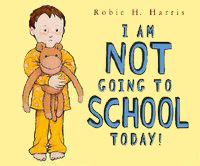 Robie H. Harris
I AM
NOT
GOING TO
SCHOOL
TODAY!